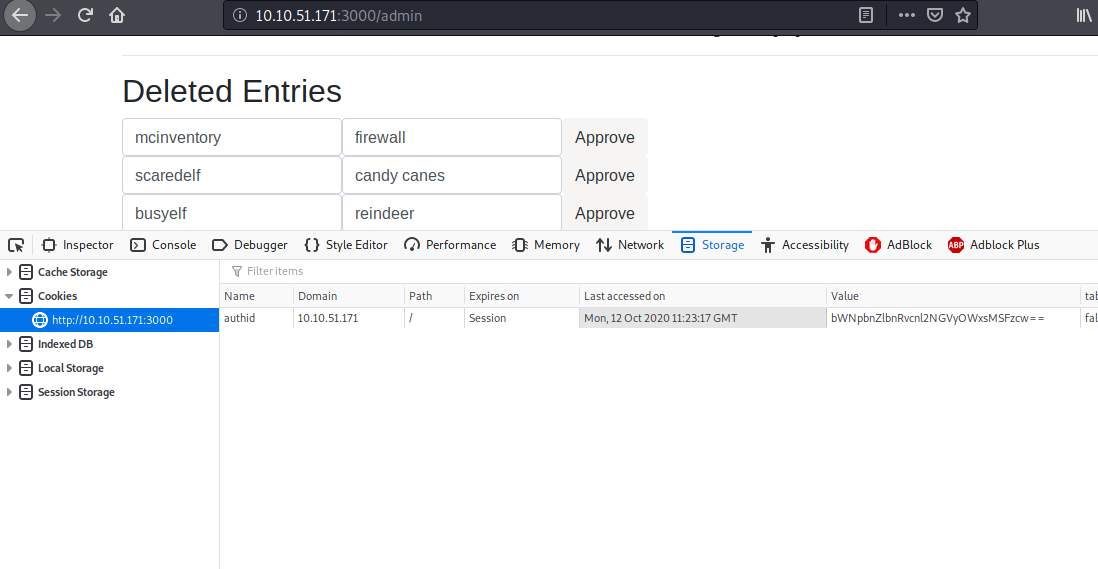 10.10.51.171:3000/admin
Deleted Entries
mcinventory firewall Approve
scaredelf candy canes Approve
busyelf reindeer Approve
Inspector Console Debugger Style Editor Performance Memory Network Storage Accessibility AdBlock ABP Adblock Plus
Cache Storage
Cookies
http://10.10.51.171:3000
Indexed DB
Local Storage
Session Storage
Filter items
Name Domain Path Expires on Last accessed on Value
authid 10.10.51.171 / Session Mon, 12 Oct 2020 11:23:17 GMT bWNpbnZlbnRvcnl2NGVyOWxsMSFzcw==